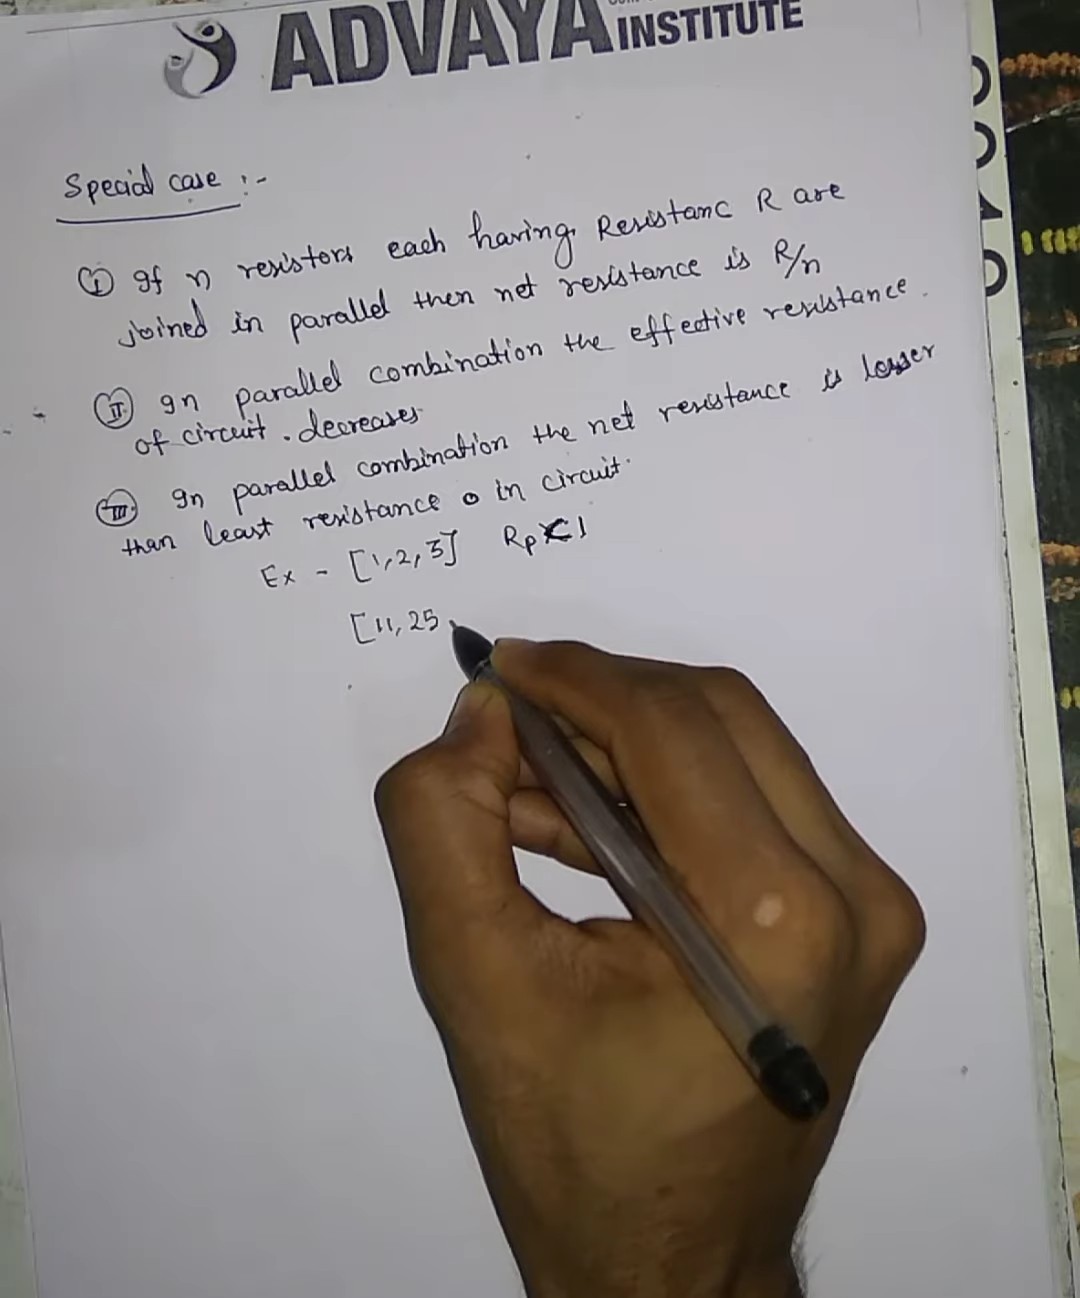 ADVAYA INSTITUTE
Special case :-
(I) If n resistors each having Resistanc R are
joined in parallel then net resistance is R/n
(II) In parallel combination the effective resistance.
of circuit. decreases
(III) In parallel combination the net resistance is lesser
than least resistance in circuit.
Ex - [1,2,3] Rp<1
[11,25,